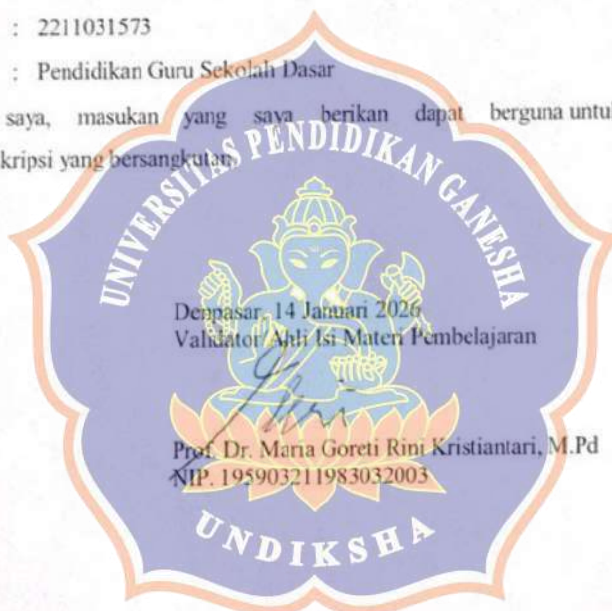 : 2211031573
: Pendidikan Guru Sekolah Dasar
saya, masukan yang saya berikan dapat berguna untu
kripsi yang bersangkutan.
UNIVERSITAS PENDIDIKAN GANESHA
Denpasar, 14 Januari 2026
Validator Ahli Isi Materi Pembelajaran
Prof. Dr. Maria Goreti Rini Kristiantari, M.Pd
NIP. 195903211983032003
UNDIKSHA